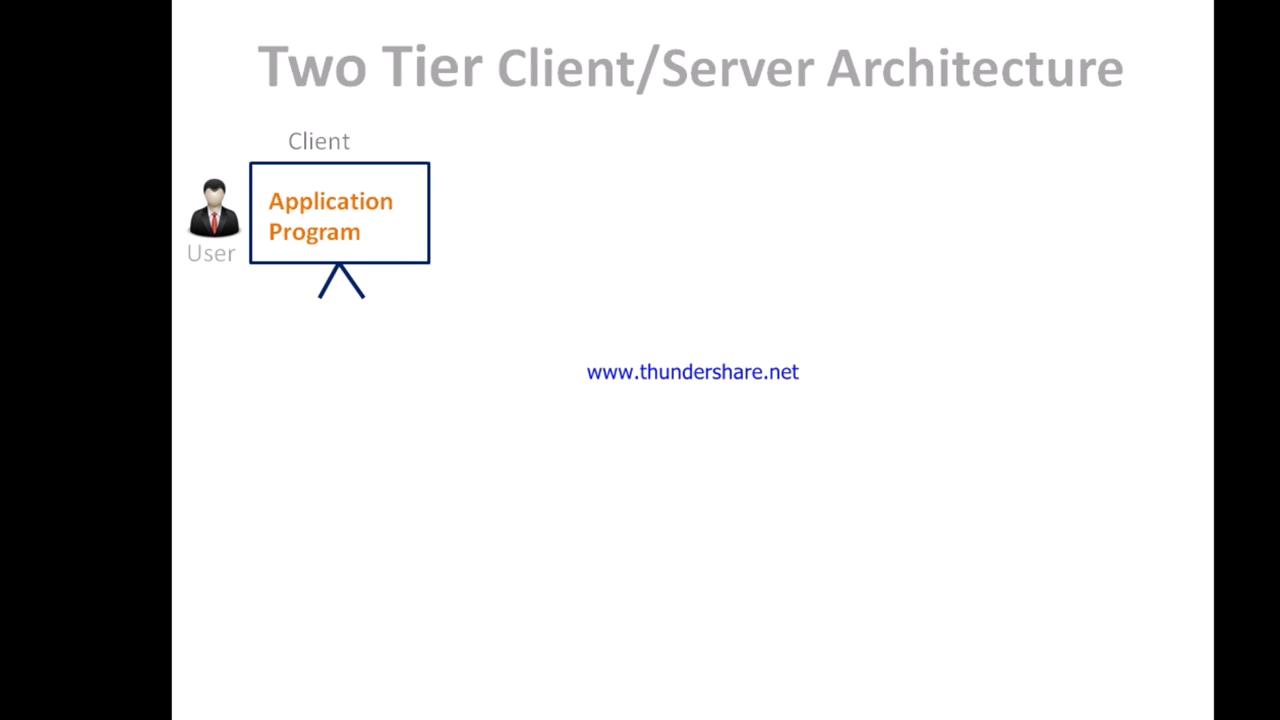 Two Tier Client/Server Architecture
Client
Application
Program
User
www.thundershare.net